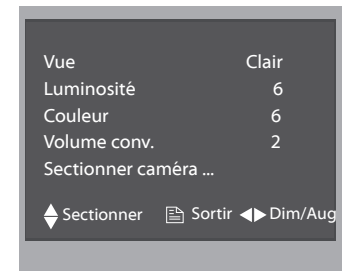 Vue Clair
Luminosité 6
Couleur 6
Volume conv. 2
Sectionner caméra ...
Sectionner Sortir Dim/Aug